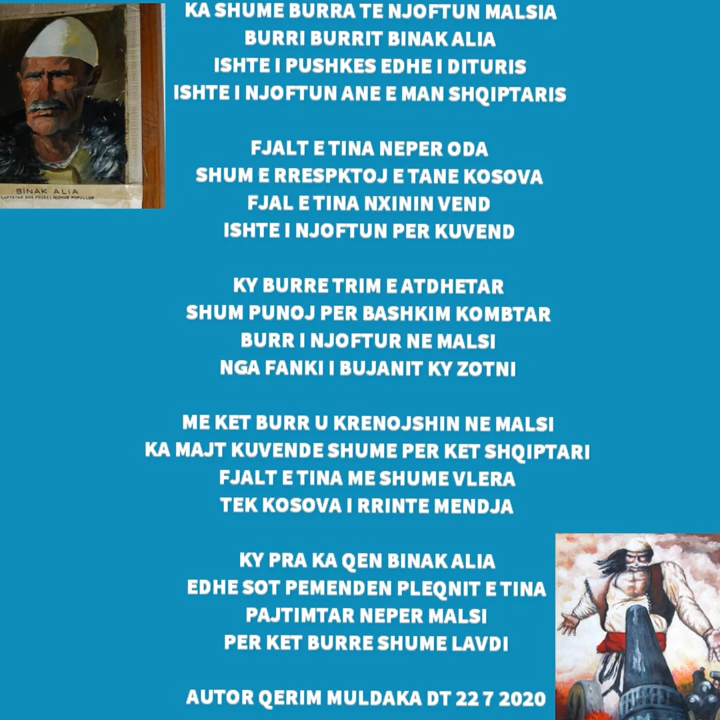 KA SHUME BURRA TE NJOFTUN MALSIA
BURRI BURRIT BINAK ALIA
ISHTE I PUSHKES EDHE I DITURIS
ISHTE I NJOFTUN ANE E MAN SHQIPTARIS
FJALT E TINA NEPER ODA
SHUM E RRESPKTOJ E TANE KOSOVA
FJAL E TINA NXININ VEND
ISHTE I NJOFTUN PER KUVEND
KY BURRE TRIM E ATDHETAR
SHUM PUNOJ PER BASHKIM KOMBTAR
BURR I NJOFTUR NE MALSI
NGA FANKI I BUJANIT KY ZOTNI
ME KET BURR U KRENOJSHIN NE MALSI
KA MAJT KUVENDE SHUME PER KET SHQIPTARI
FJALT E TINA ME SHUME VLERA
TEK KOSOVA I RRINTE MENDJA
KY PRA KA QEN BINAK ALIA
EDHE SOT PEMENDEN PLEQNIT E TINA
PAJTIMTAR NEPER MALSI
PER KET BURRE SHUME LAVDI
AUTOR QERIM MULDAKA DT 22 7 2020
BINAK ALIA